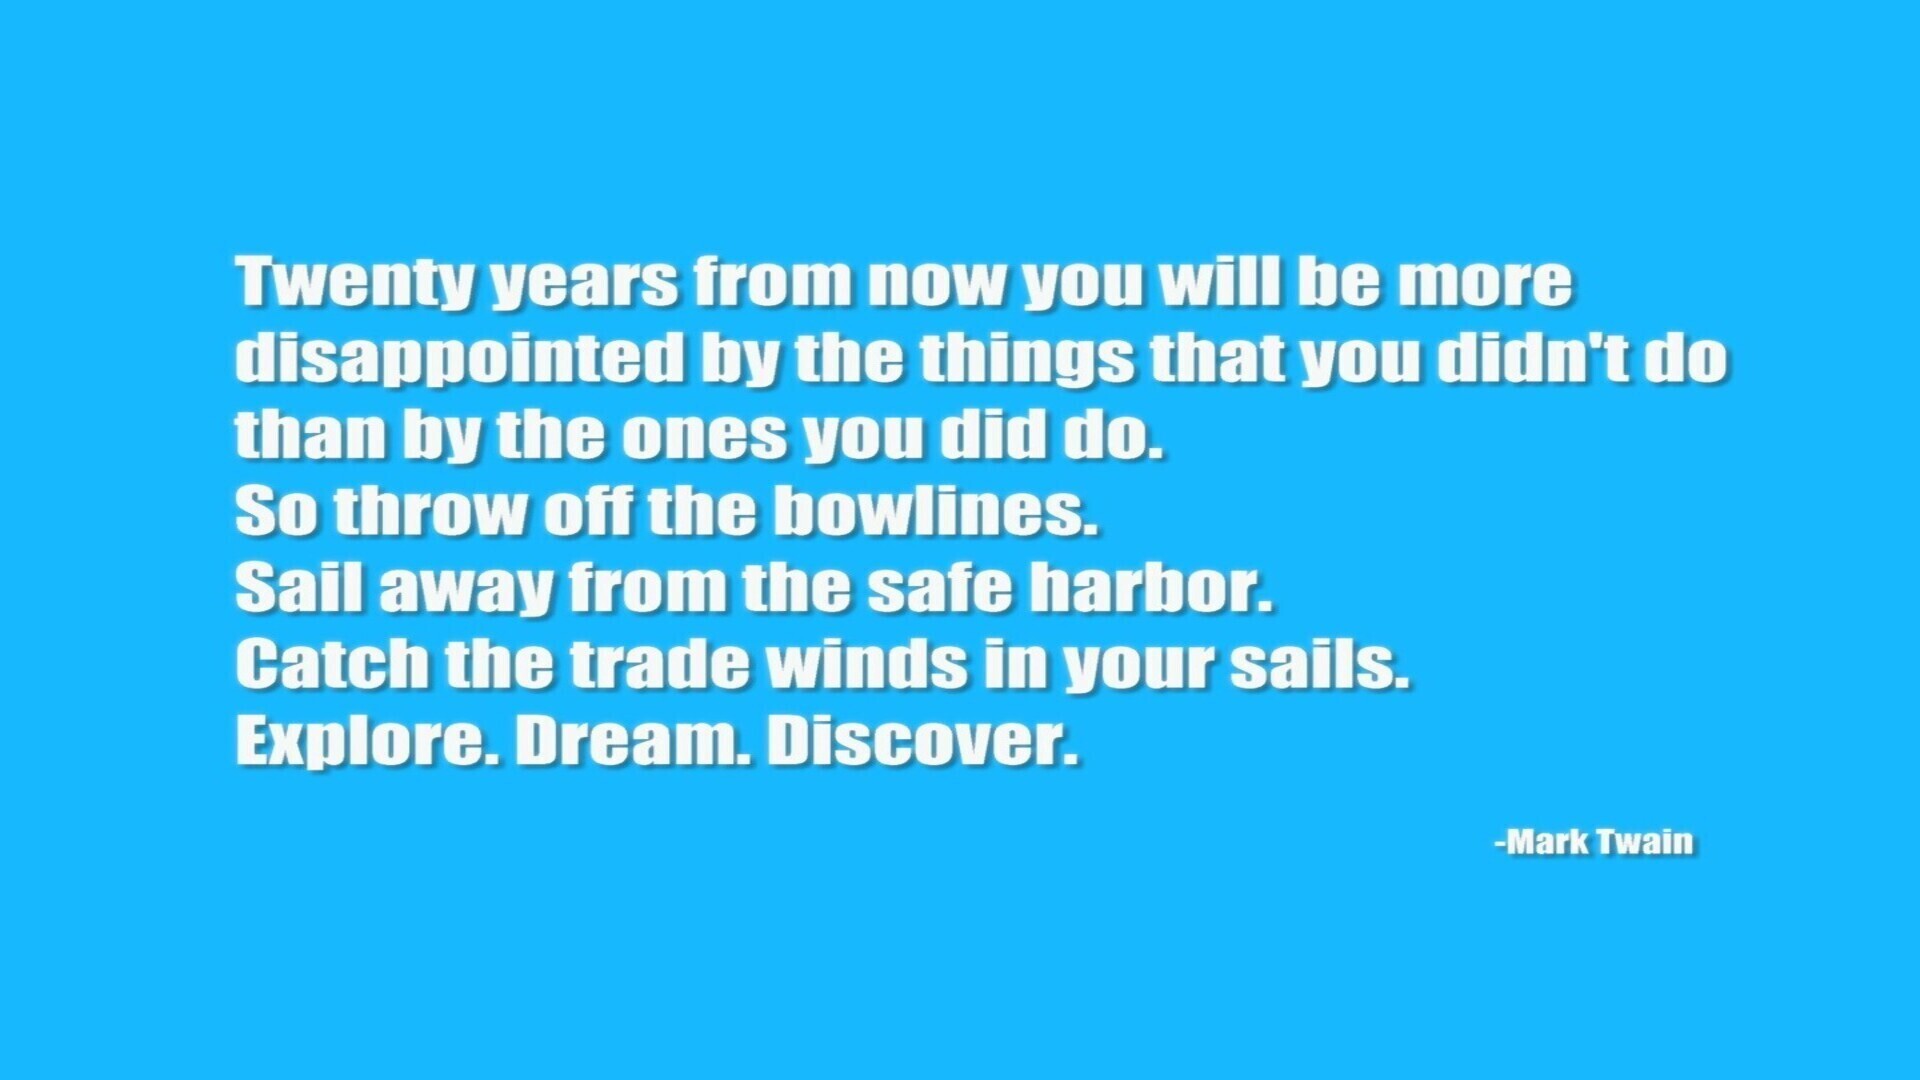 Twenty years from now you will be more
disappointed by the things that you didn't do
than by the ones you did do.
So throw off the bowlines.
Sail away from the safe harbor.
Catch the trade winds in your sails.
Explore. Dream. Discover.
-Mark Twain